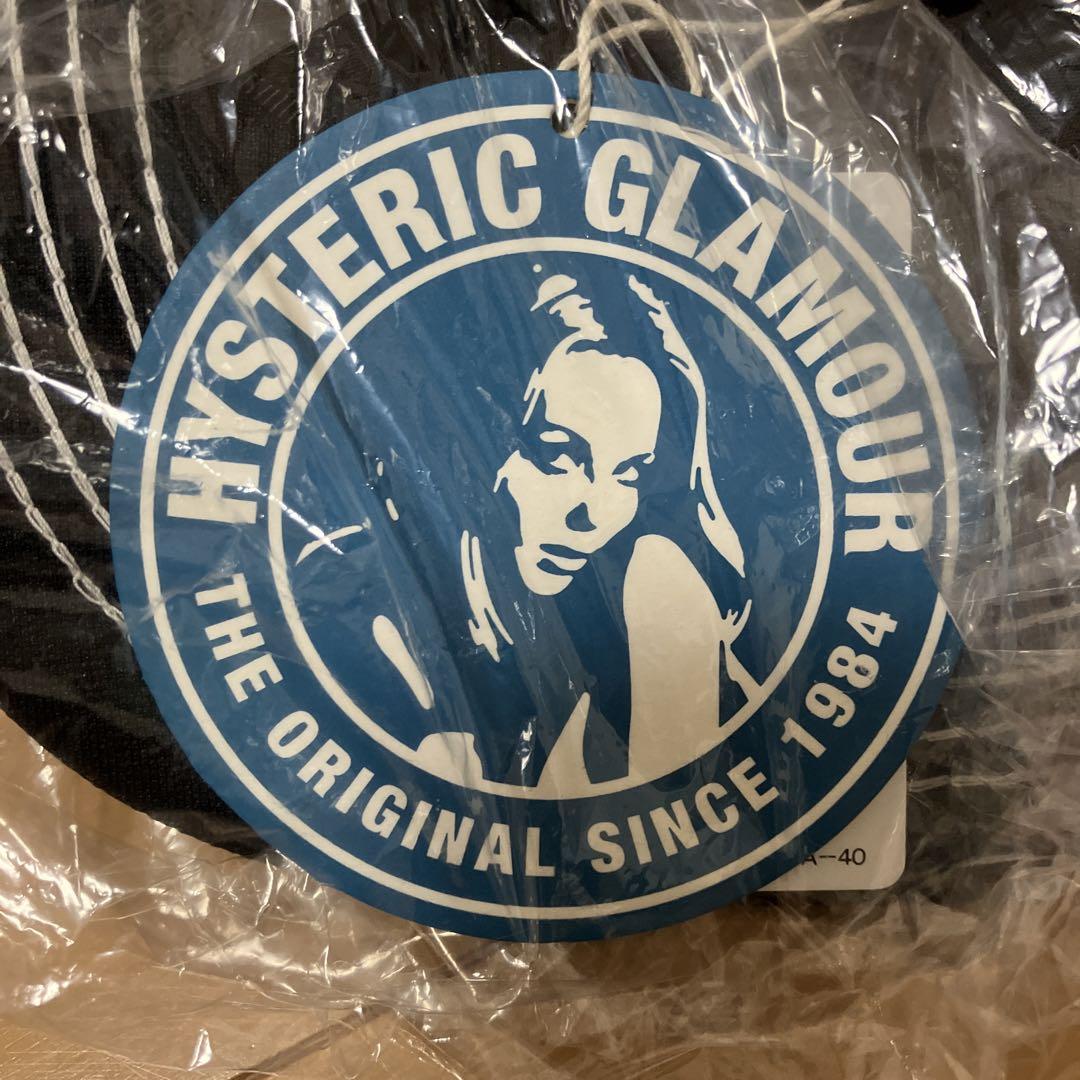 HYSTERIC GLAMOUR
THE ORIGINAL SINCE 1984
A--40